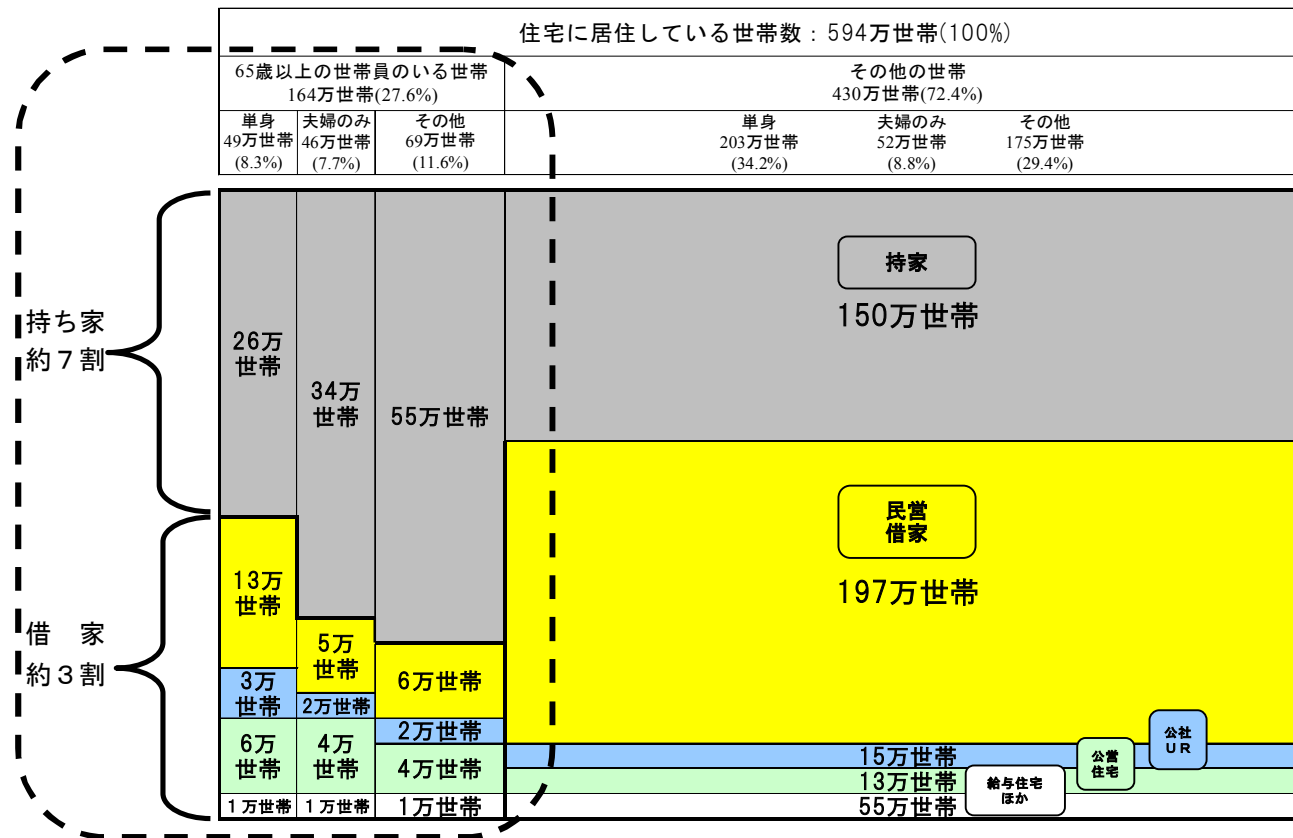 住宅に居住している世帯数：594万世帯(100%)
65歳以上の世帯員のいる世帯
164万世帯(27.6%)
その他の世帯
430万世帯(72.4%)
単身
49万世帯
(8.3%)
夫婦のみ
46万世帯
(7.7%)
その他
69万世帯
(11.6%)
単身
203万世帯
(34.2%)
夫婦のみ
52万世帯
(8.8%)
その他
175万世帯
(29.4%)
持ち家
約７割
借　家
約３割
26万
世帯
34万
世帯
55万世帯
持家
150万世帯
13万
世帯
5万
世帯
6万世帯
民営
借家
197万世帯
3万
世帯
2万世帯
2万世帯
15万世帯
公社
ＵＲ
6万
世帯
4万
世帯
4万世帯
13万世帯
公営
住宅
1万世帯
1万世帯
1万世帯
55万世帯
給与住宅
ほか